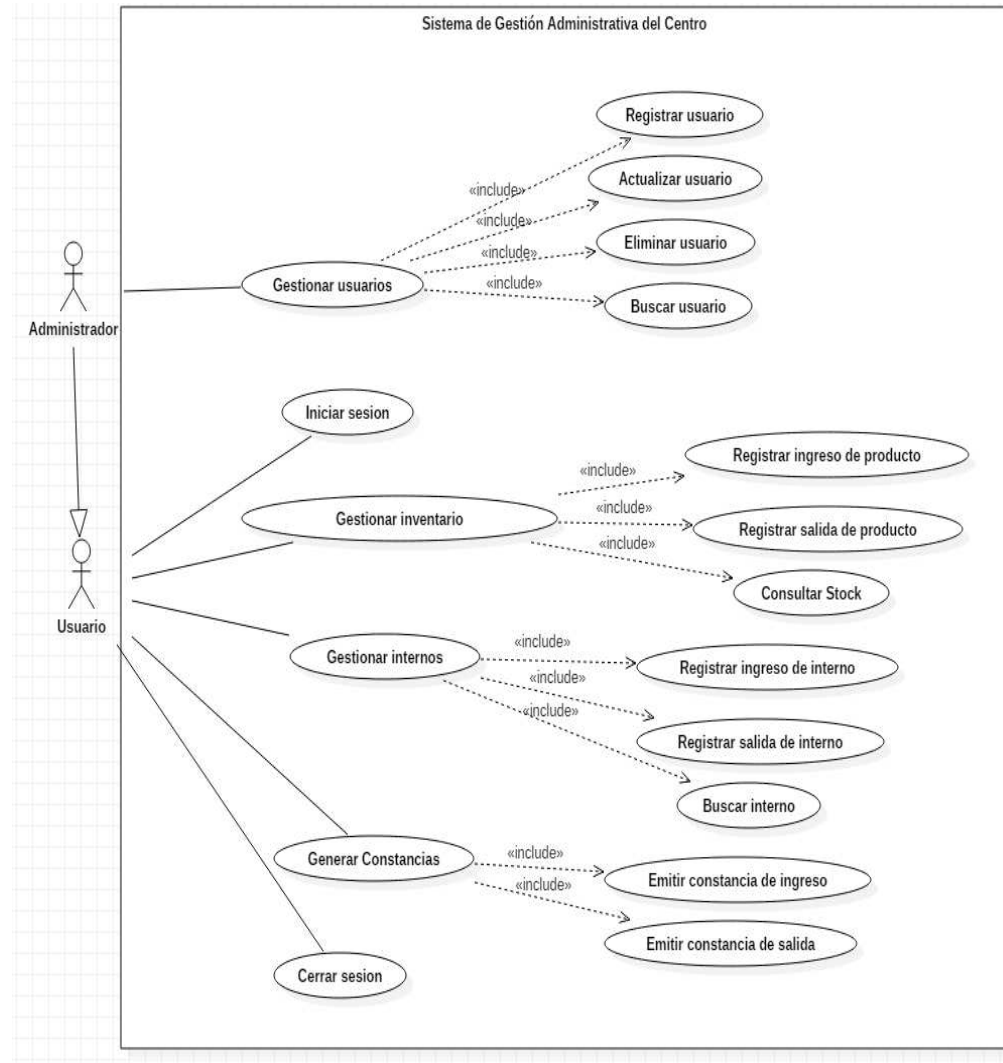 Sistema de Gestión Administrativa del Centro
Registrar usuario
«include»
Actualizar usuario
«include»
Eliminar usuario
«include»
Gestionar usuarios
«include»
Buscar usuario
Administrador
Iniciar sesion
Registrar ingreso de producto
«include»
Gestionar inventario
«include»
Registrar salida de producto
«include»
Consultar Stock
Usuario
Gestionar internos
«include»
Registrar ingreso de interno
«include»
Registrar salida de interno
«include»
Buscar interno
Generar Constancias
«include»
Emitir constancia de ingreso
«include»
Emitir constancia de salida
Cerrar sesion